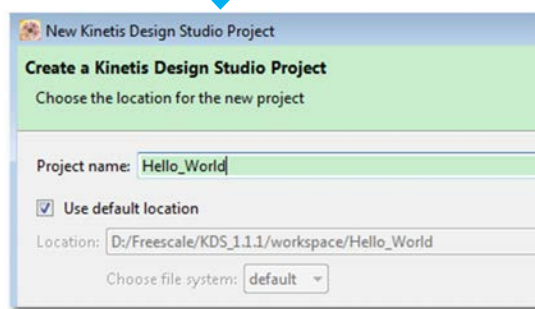 New Kinetis Design Studio Project
Create a Kinetis Design Studio Project
Choose the location for the new project
Project name: Hello_World
Use default location
Location: D:/Freescale/KDS_1.1.1/workspace/Hello_World
Choose file system: default